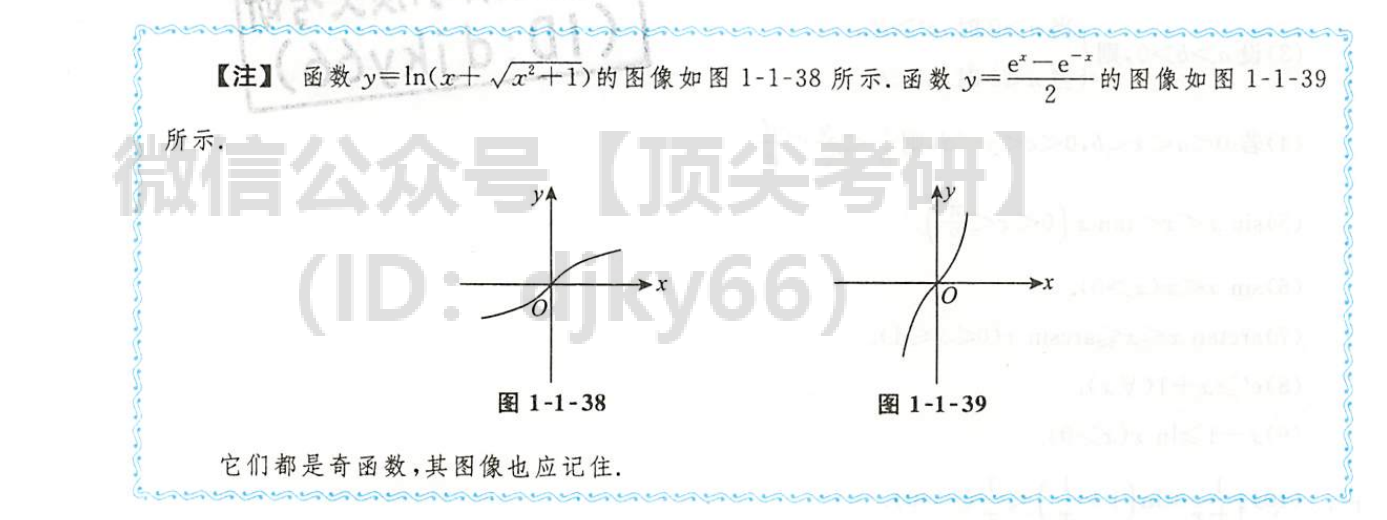 【注】 函数 y=ln(x+√(x²+1))的图像如图 1-1-38 所示.函数 y=(eˣ-e⁻ˣ)/2 的图像如图 1-1-39
所示.
微信公众号【顶尖考研】
(ID: djky66)
y
x
O
y
x
O
图 1-1-38
图 1-1-39
它们都是奇函数,其图像也应记住.